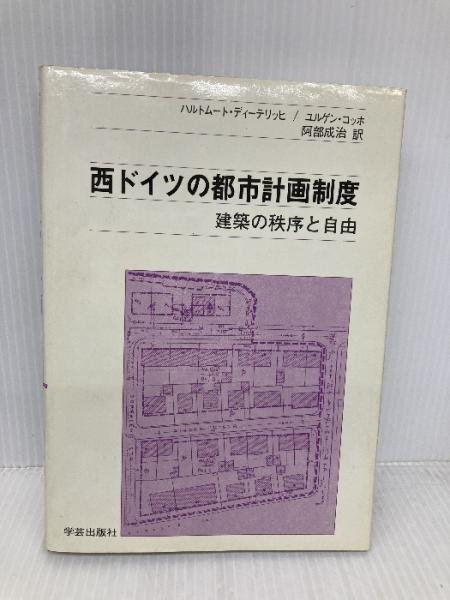 ハルトムート・ディーテリッヒ / ユルゲン・コッホ
阿部成治 訳
西ドイツの都市計画制度
建築の秩序と自由
学芸出版社